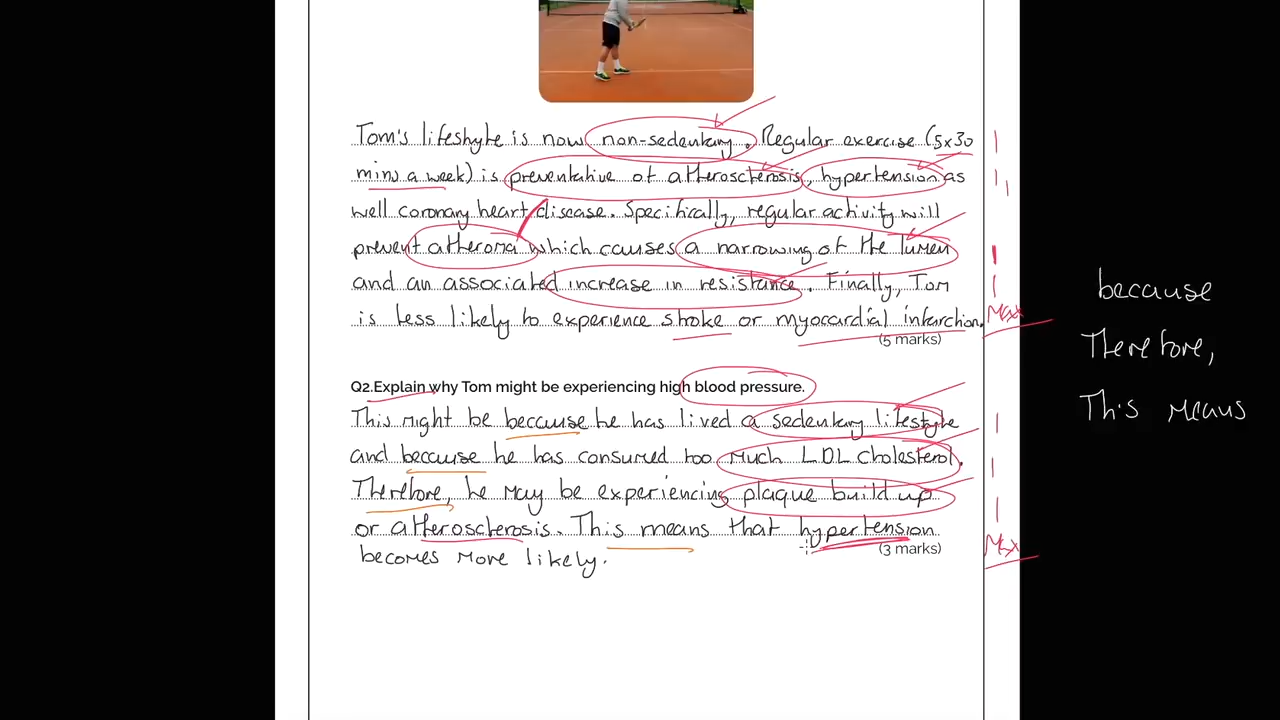 Tom's lifeshyte is now non-sedentary. Regular exercise (5x30
mins a week) is preventative of atherosclerosis, hypertension as
well coronary heart disease. Specifically, regular activity will
prevent atheroma which causes a narrowing of the lumen
and an associated increase in resistance. Finally, Tom
is less likely to experience stroke or myocardial infarction.
Max
(5 marks)
Q2.Explain why Tom might be experiencing high blood pressure.
This might be because he has lived a sedentary lifestyle
and because he has consumed too much LDL cholesterol.
Therefore, he may be experiencing plaque build up
or atherosclerosis. This means that hypertension
(3 marks)
Max
becomes more likely.
because
Therefore,
This means